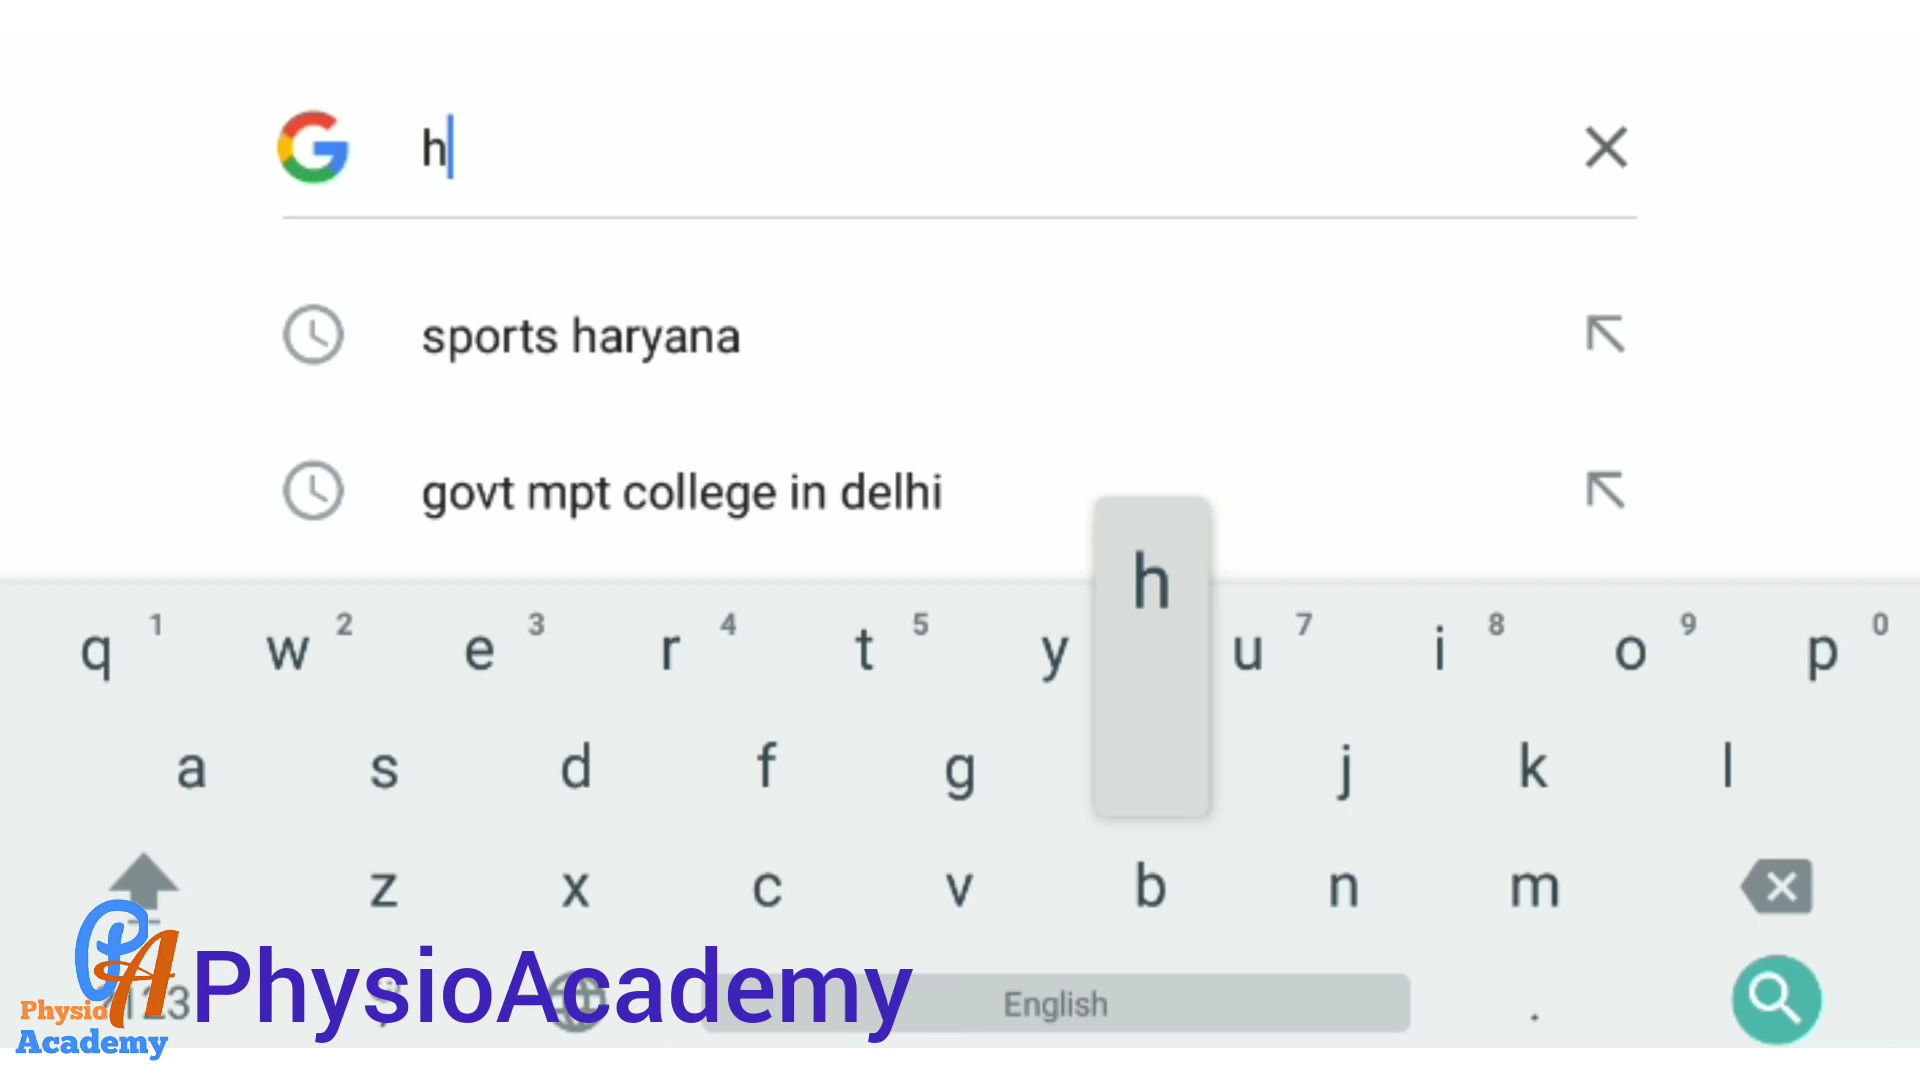 h
sports haryana
govt mpt college in delhi
h
q 1 w 2 e 3 r 4 t 5 y u 7 i 8 o 9 p 0
a s d f g j k l
z x c v b n m
PhysioAcademy
Physio
Academy
123
English .